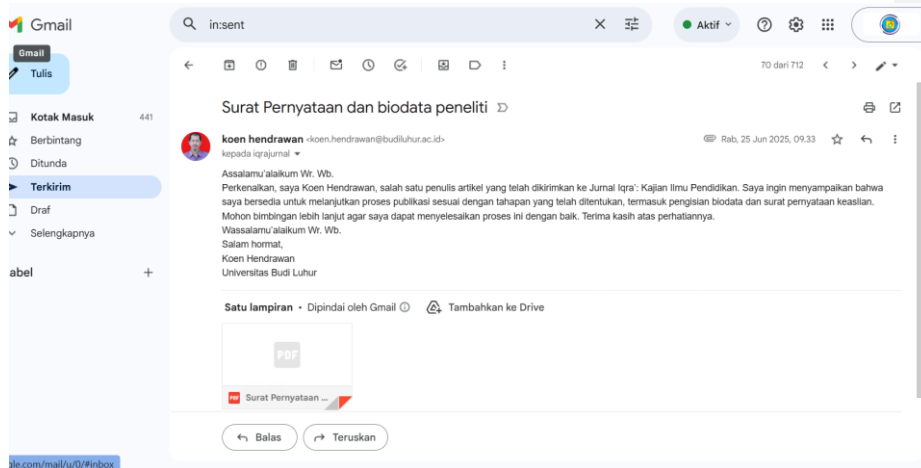 Gmail
in:sent
Aktif
Gmail
Tulis
70 dari 712
Kotak Masuk 441
Berbintang
Ditunda
Terkirim
Draf
Selengkapnya
abel
Surat Pernyataan dan biodata peneliti
koen hendrawan <koen.hendrawan@budiluhur.ac.id>
Rab, 25 Jun 2025, 09.33
kepada iqrajurnal
Assalamu'alaikum Wr. Wb.
Perkenalkan, saya Koen Hendrawan, salah satu penulis artikel yang telah dikirimkan ke Jurnal Iqra': Kajian Ilmu Pendidikan. Saya ingin menyampaikan bahwa
saya bersedia untuk melanjutkan proses publikasi sesuai dengan tahapan yang telah ditentukan, termasuk pengisian biodata dan surat pernyataan keaslian.
Mohon bimbingan lebih lanjut agar saya dapat menyelesaikan proses ini dengan baik. Terima kasih atas perhatiannya.
Wassalamu'alaikum Wr. Wb.
Salam hormat,
Koen Hendrawan
Universitas Budi Luhur
Satu lampiran • Dipindai oleh Gmail
Tambahkan ke Drive
PDF
PDF Surat Pernyataan ...
Balas
Teruskan
gle.com/mail/u/0/#inbox